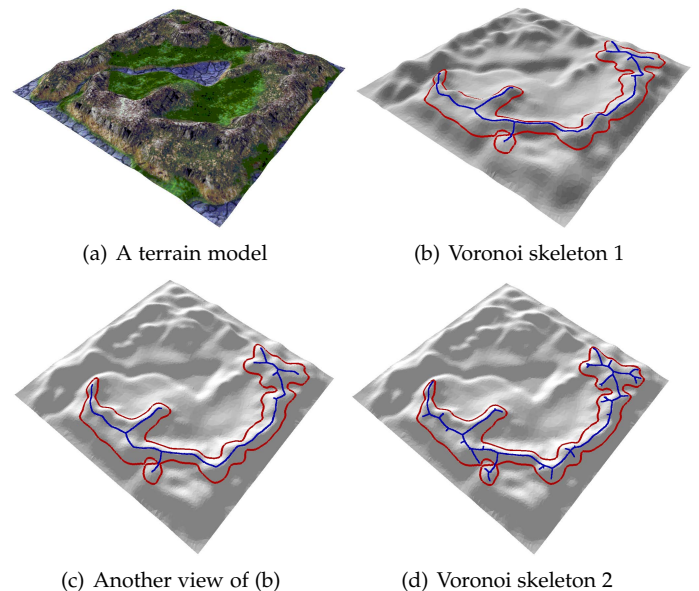 (a) A terrain model
(b) Voronoi skeleton 1
(c) Another view of (b)
(d) Voronoi skeleton 2